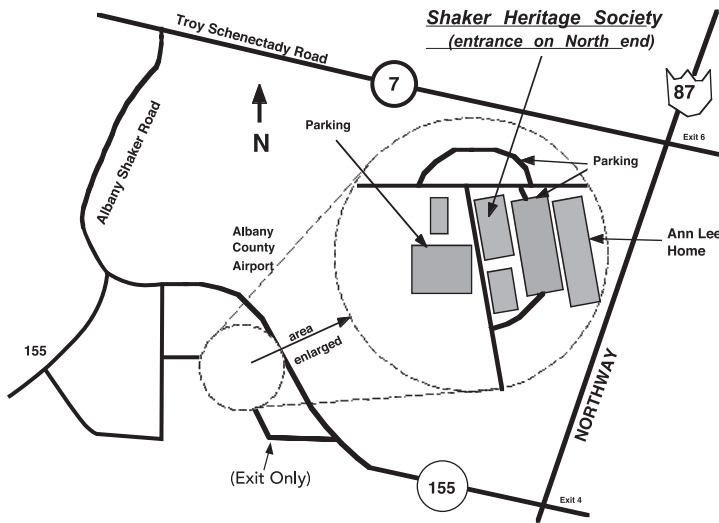 Shaker Heritage Society
(entrance on North end)
Troy Schenectady Road
7
87
Exit 6
Albany Shaker Road
N
Parking
Parking
Albany
County
Airport
Ann Lee
Home
area
enlarged
155
NORTHWAY
(Exit Only)
155
Exit 4